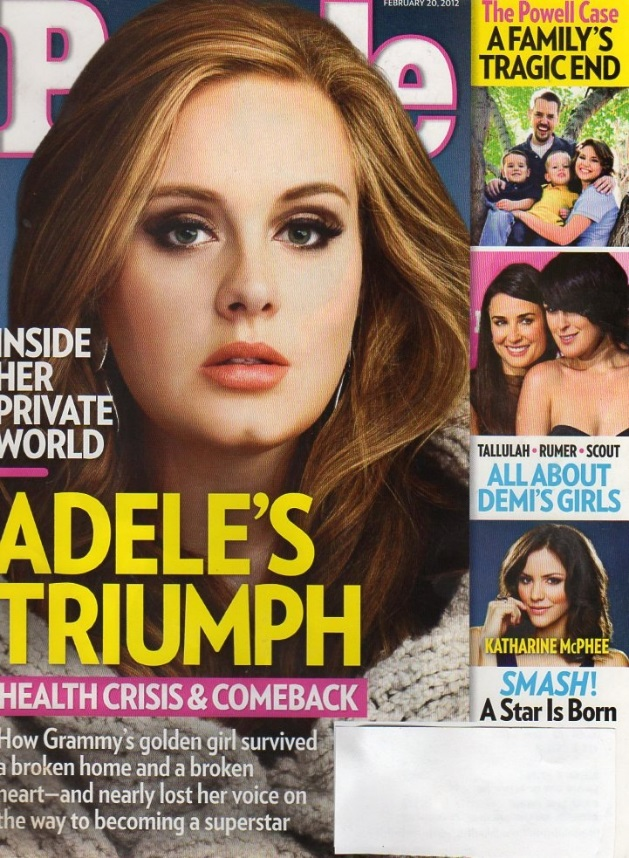 FEBRUARY 20, 2012
The Powell Case
A FAMILY'S
TRAGIC END
INSIDE
HER
PRIVATE
WORLD
ADELE'S
TRIUMPH
HEALTH CRISIS & COMEBACK
How Grammy's golden girl survived
a broken home and a broken
heart—and nearly lost her voice on
the way to becoming a superstar
TALLULAH • RUMER • SCOUT
ALL ABOUT
DEMI'S GIRLS
KATHARINE McPHEE
SMASH!
A Star Is Born